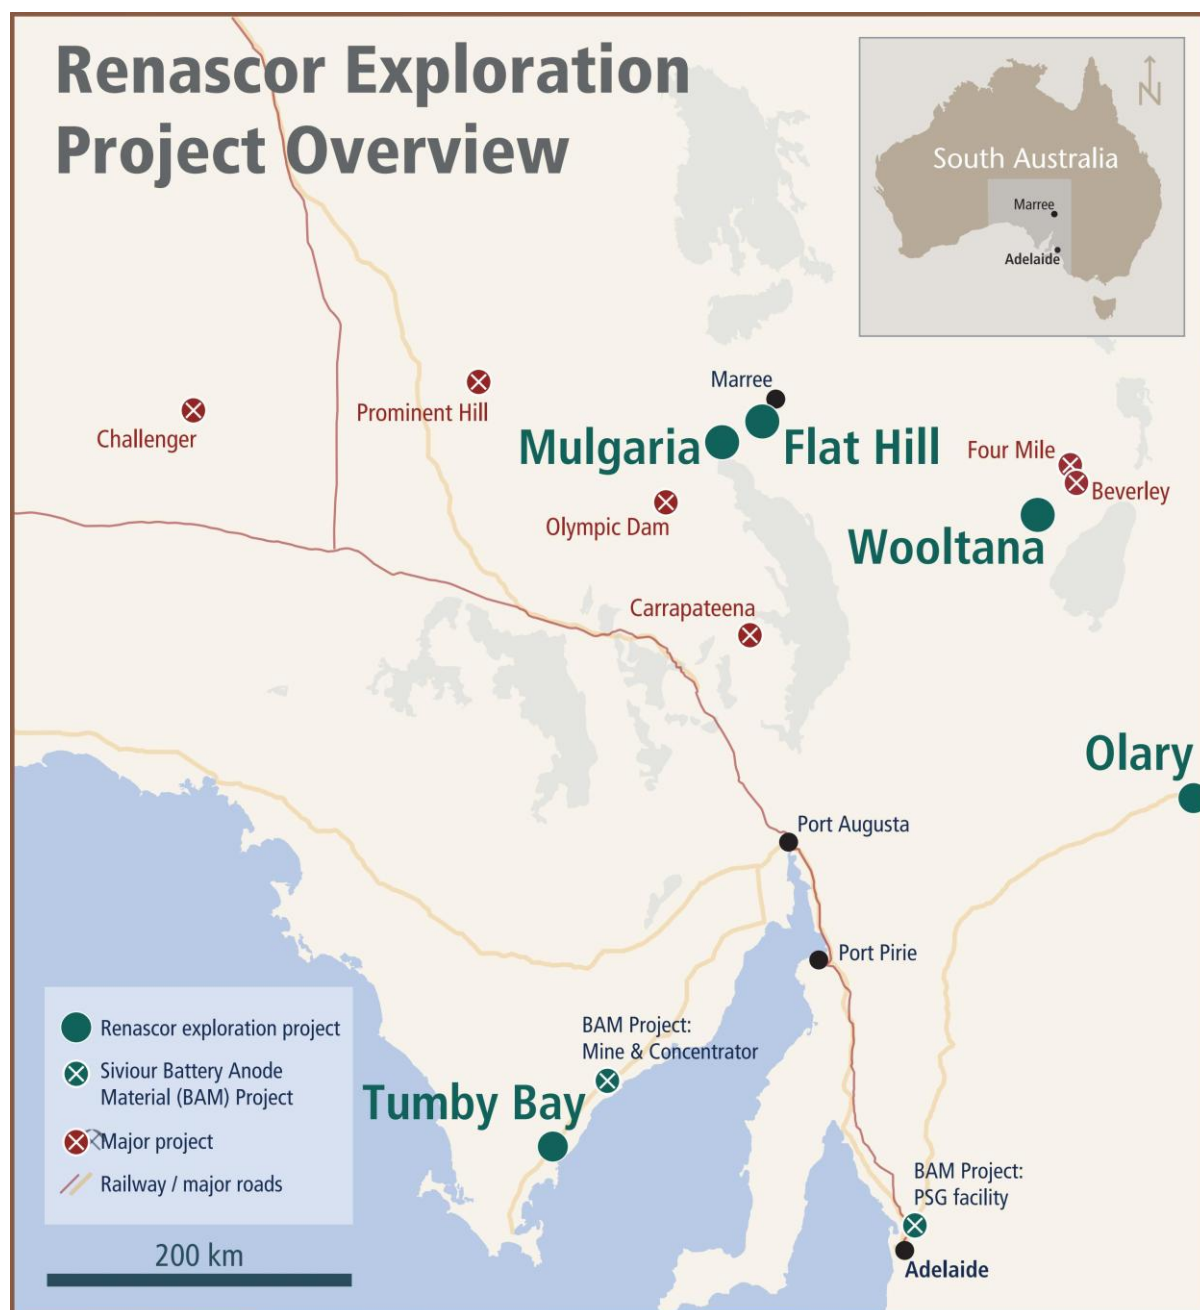 Renascor Exploration
Project Overview
N
South Australia
Marree
Adelaide
Marree
Prominent Hill
Challenger
Mulgaria
Flat Hill
Four Mile
Beverley
Olympic Dam
Wooltana
Carrapateena
Olary
Port Augusta
Port Pirie
BAM Project:
Mine & Concentrator
Tumby Bay
BAM Project:
PSG facility
Adelaide
Renascor exploration project
Siviour Battery Anode
Material (BAM) Project
Major project
Railway / major roads
200 km